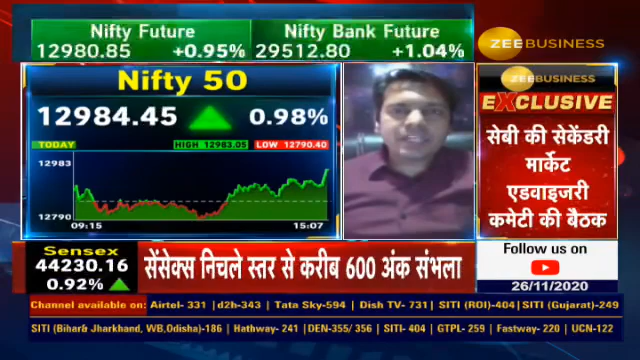 Nifty Future
12980.85 +0.95%
Nifty Bank Future
29512.80 +1.04%
ZEEBUSINESS
Nifty 50
12984.45 0.98%
TODAY HIGH 12983.05 LOW 12790.40
12983
12790
09:15 15:07
ZEEBUSINESS
EXCLUSIVE
सेबी की सेकेंडरी
मार्केट
एडवाइजरी
कमेटी की बैठक
Sensex
44230.16
0.92%
सेंसेक्स निचले स्तर से करीब 600 अंक संभला
Follow us on
26/11/2020
Channel available on: Airtel- 331 | d2h-343 | Tata Sky-594 | Dish TV- 731| SITI (ROI)-404| SITI (Gujarat)-249
SITI (Bihar& Jharkhand, WB,Odisha)-186 | Hathway- 241 |DEN-355/ 356 | SITI- 404 | GTPL- 259 | Fastway- 220 | UCN-122